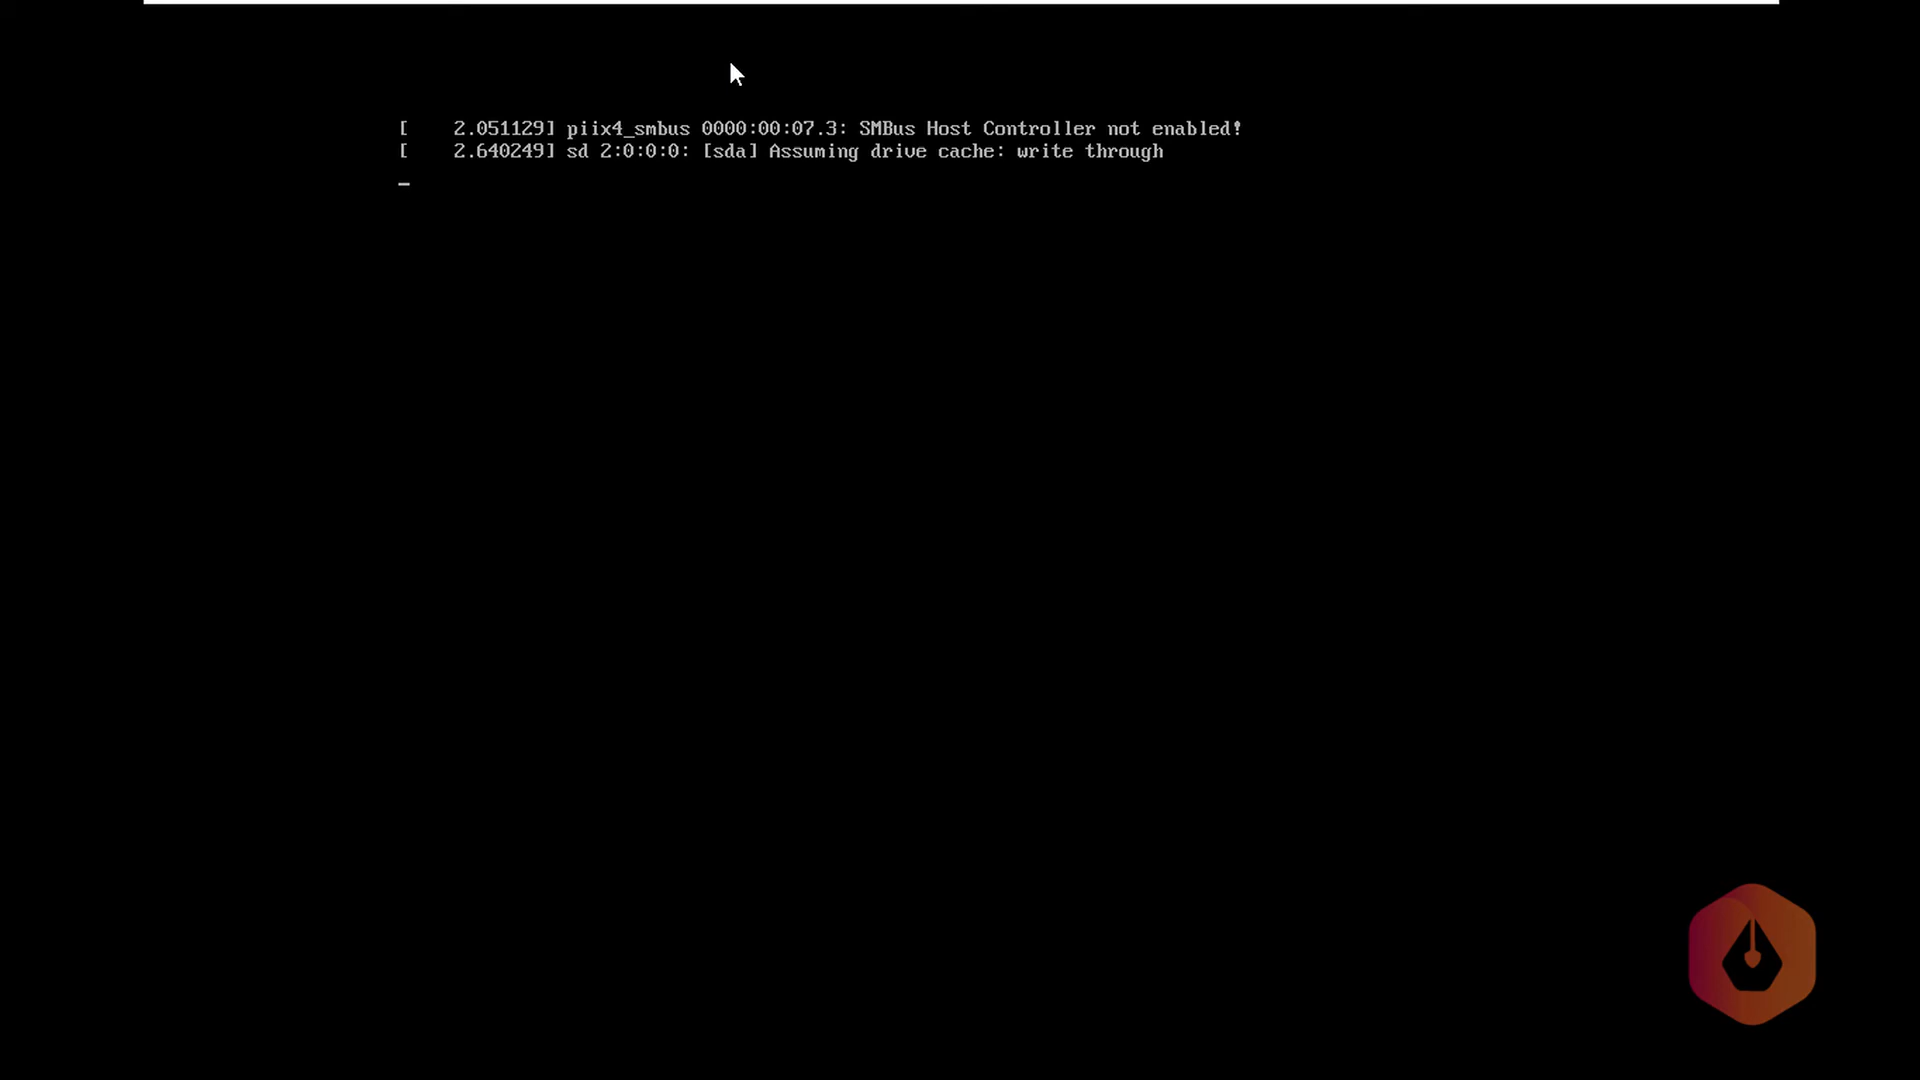 [    2.051129] piix4_smbus 0000:00:07.3: SMBus Host Controller not enabled!
[    2.640249] sd 2:0:0:0: [sda] Assuming drive cache: write through